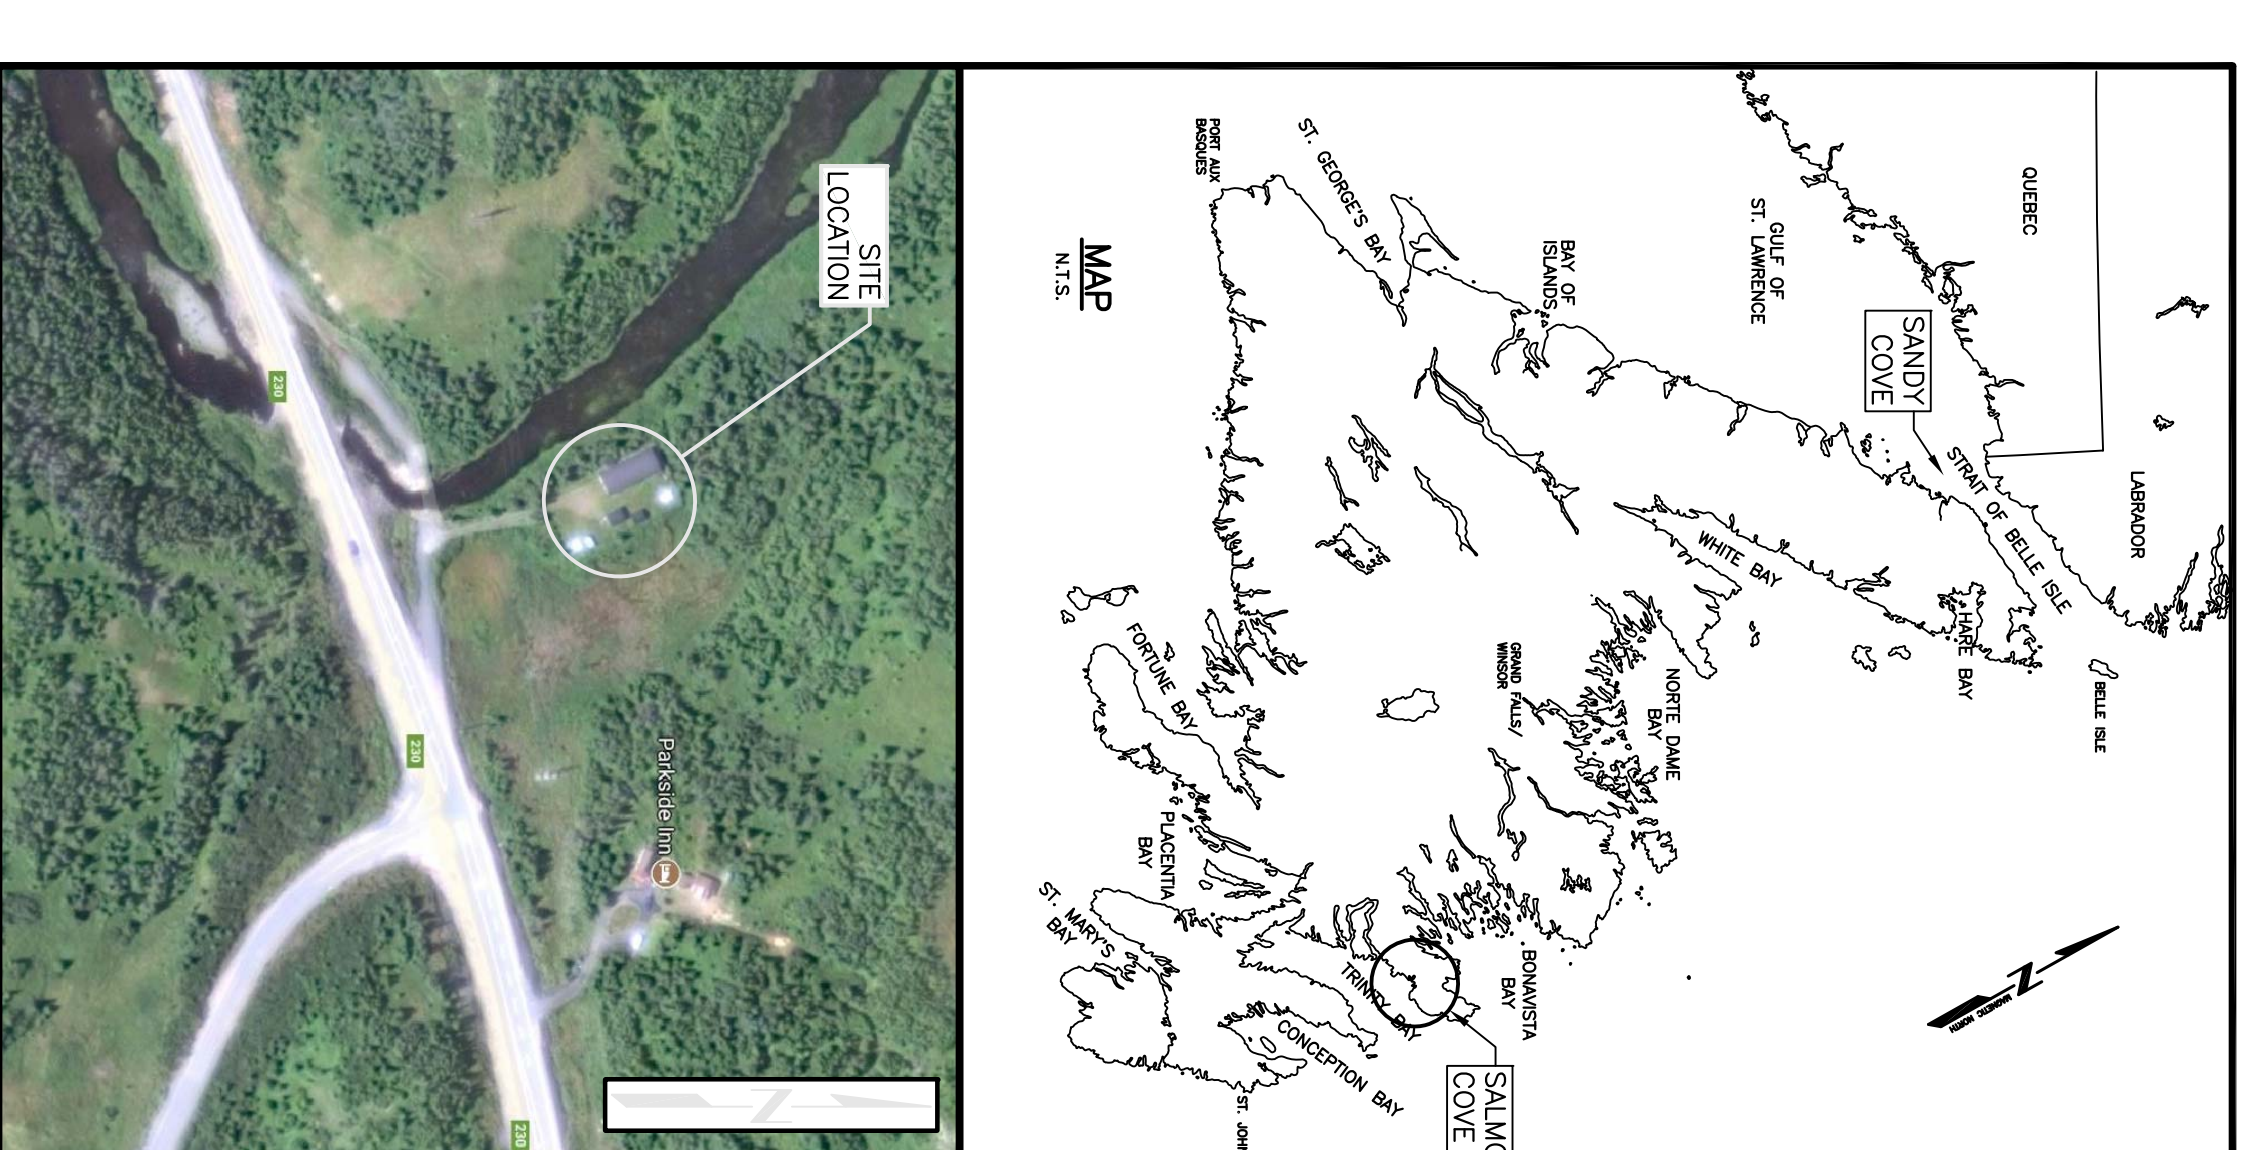 QUEBEC
LABRADOR
GULF OF
ST. LAWRENCE
SANDY
COVE
STRAIT OF BELLE ISLE
BELLE ISLE
HARE BAY
WHITE BAY
BAY OF
ISLANDS
ST. GEORGE'S BAY
PORT AUX
BASQUES
NORTE DAME
BAY
GRAND FALLS/
WINSOR
BONAVISTA
BAY
TRINITY BAY
CONCEPTION BAY
FORTUNE BAY
PLACENTIA
BAY
ST. MARY'S
BAY
ST. JOHN
SALMO
COVE
MAGNETIC NORTH
N
MAP
N.T.S.
SITE
LOCATION
Parkside Inn
230
230
230
N